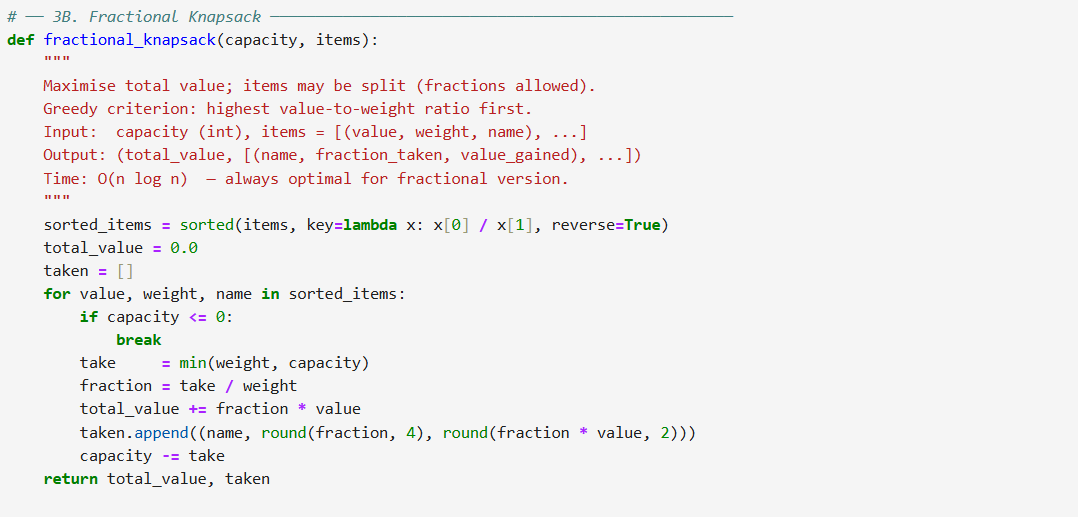 # ── 3B. Fractional Knapsack ───────────────────────────────────────────────────
def fractional_knapsack(capacity, items):
    """
    Maximise total value; items may be split (fractions allowed).
    Greedy criterion: highest value-to-weight ratio first.
    Input:  capacity (int), items = [(value, weight, name), ...]
    Output: (total_value, [(name, fraction_taken, value_gained), ...])
    Time: O(n log n)  — always optimal for fractional version.
    """
    sorted_items = sorted(items, key=lambda x: x[0] / x[1], reverse=True)
    total_value = 0.0
    taken = []
    for value, weight, name in sorted_items:
        if capacity <= 0:
            break
        take     = min(weight, capacity)
        fraction = take / weight
        total_value += fraction * value
        taken.append((name, round(fraction, 4), round(fraction * value, 2)))
        capacity -= take
    return total_value, taken